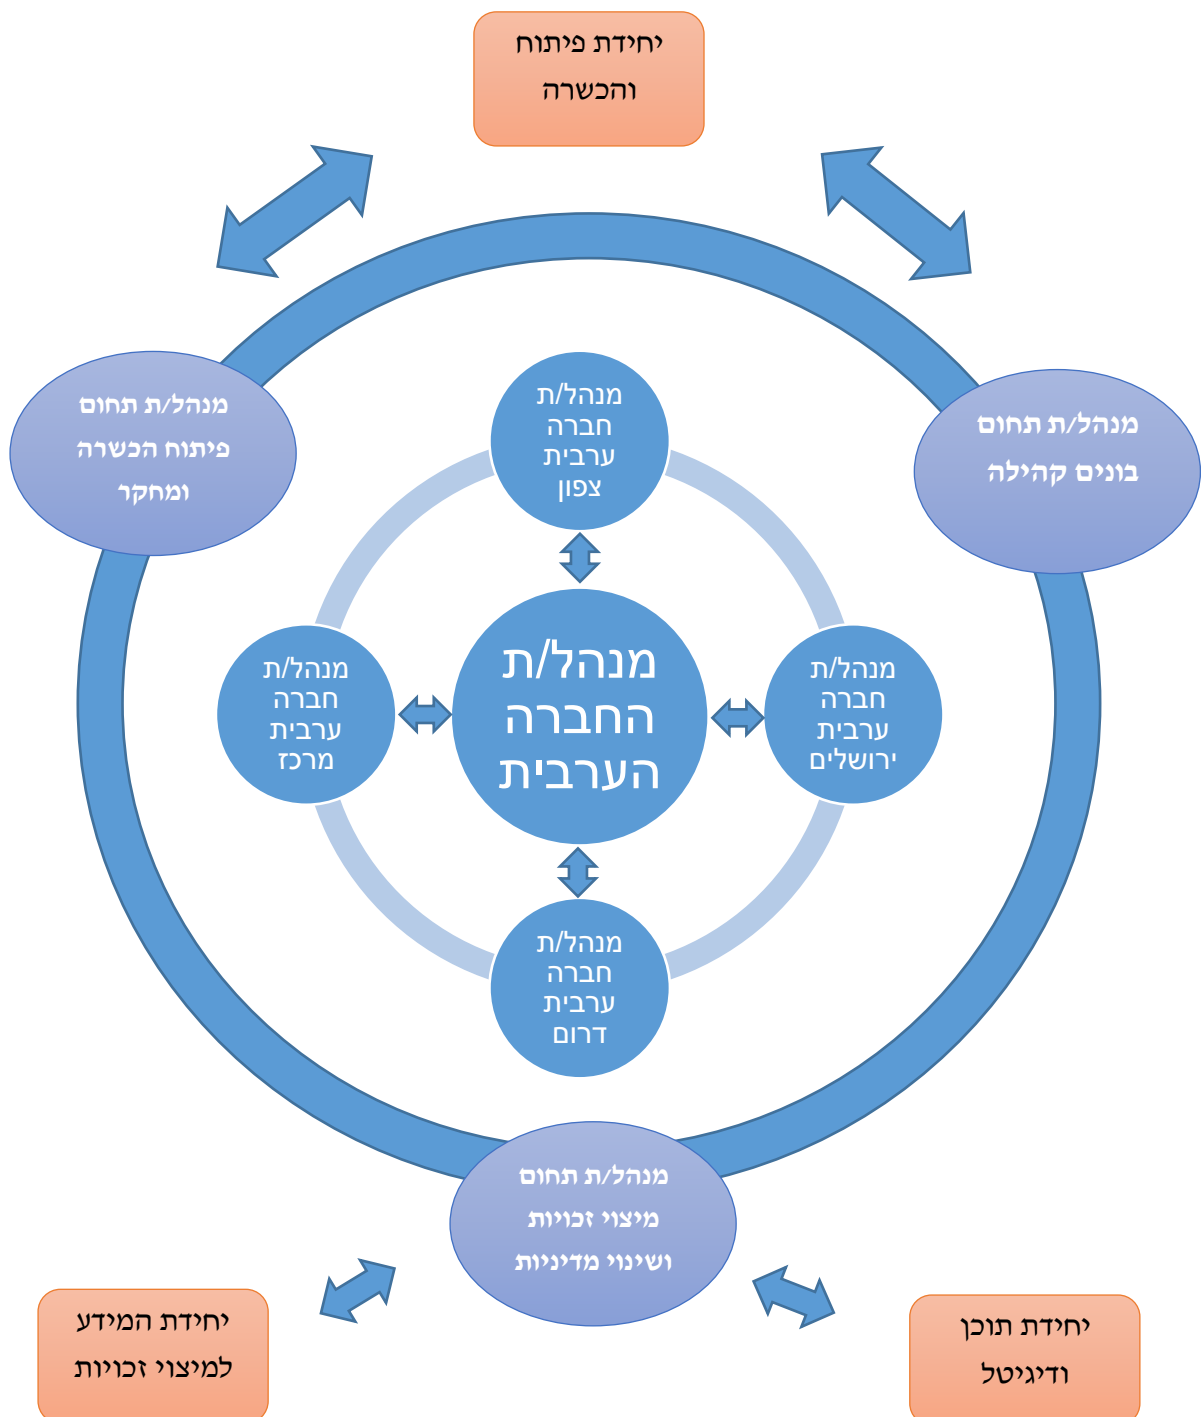 יחידת פיתוח
והכשרה
מנהל/ת תחום
בונים קהילה
מנהל/ת תחום
פיתוח הכשרה
ומחקר
מנהל/ת
חברה
ערבית
צפון
מנהל/ת
חברה
ערבית
ירושלים
מנהל/ת
החברה
הערבית
מנהל/ת
חברה
ערבית
מרכז
מנהל/ת
חברה
ערבית
דרום
מנהל/ת תחום
מיצוי זכויות
ושינוי מדיניות
יחידת תוכן
ודיגיטל
יחידת המידע
למיצוי זכויות